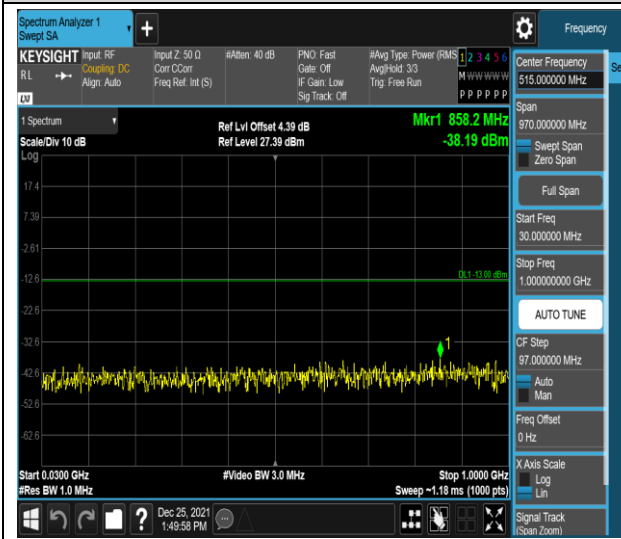 Spectrum Analyzer 1
Swept SA
+
Frequency
KEYSIGHT
RL
LXI
Input: RF
Coupling: DC
Align: Auto
Input Z: 50 Ω
Corr CCorr
Freq Ref: Int (S)
#Atten: 40 dB
PNO: Fast
Gate: Off
IF Gain: Low
Sig Track: Off
#Avg Type: Power (RMS
Avg|Hold: 3/3
Trig: Free Run
1 2 3 4 5 6
M W W W W W
P P P P P P
1 Spectrum
Scale/Div 10 dB
Log
Ref Lvl Offset 4.39 dB
Ref Level 27.39 dBm
Mkr1 858.2 MHz
-38.19 dBm
17.4
7.39
-2.61
-12.6
-22.6
-32.6
-42.6
-52.6
-62.6
DL1 -13.00 dBm
1
Start 0.0300 GHz
#Res BW 1.0 MHz
#Video BW 3.0 MHz
Stop 1.0000 GHz
Sweep ~1.18 ms (1000 pts)
?
Dec 25, 2021
1:49:58 PM
Center Frequency
515.000000 MHz
Span
970.000000 MHz
Swept Span
Zero Span
Full Span
Start Freq
30.000000 MHz
Stop Freq
1.000000000 GHz
AUTO TUNE
CF Step
97.000000 MHz
Auto
Man
Freq Offset
0 Hz
X Axis Scale
Log
Lin
Signal Track
(Span Zoom)
Se